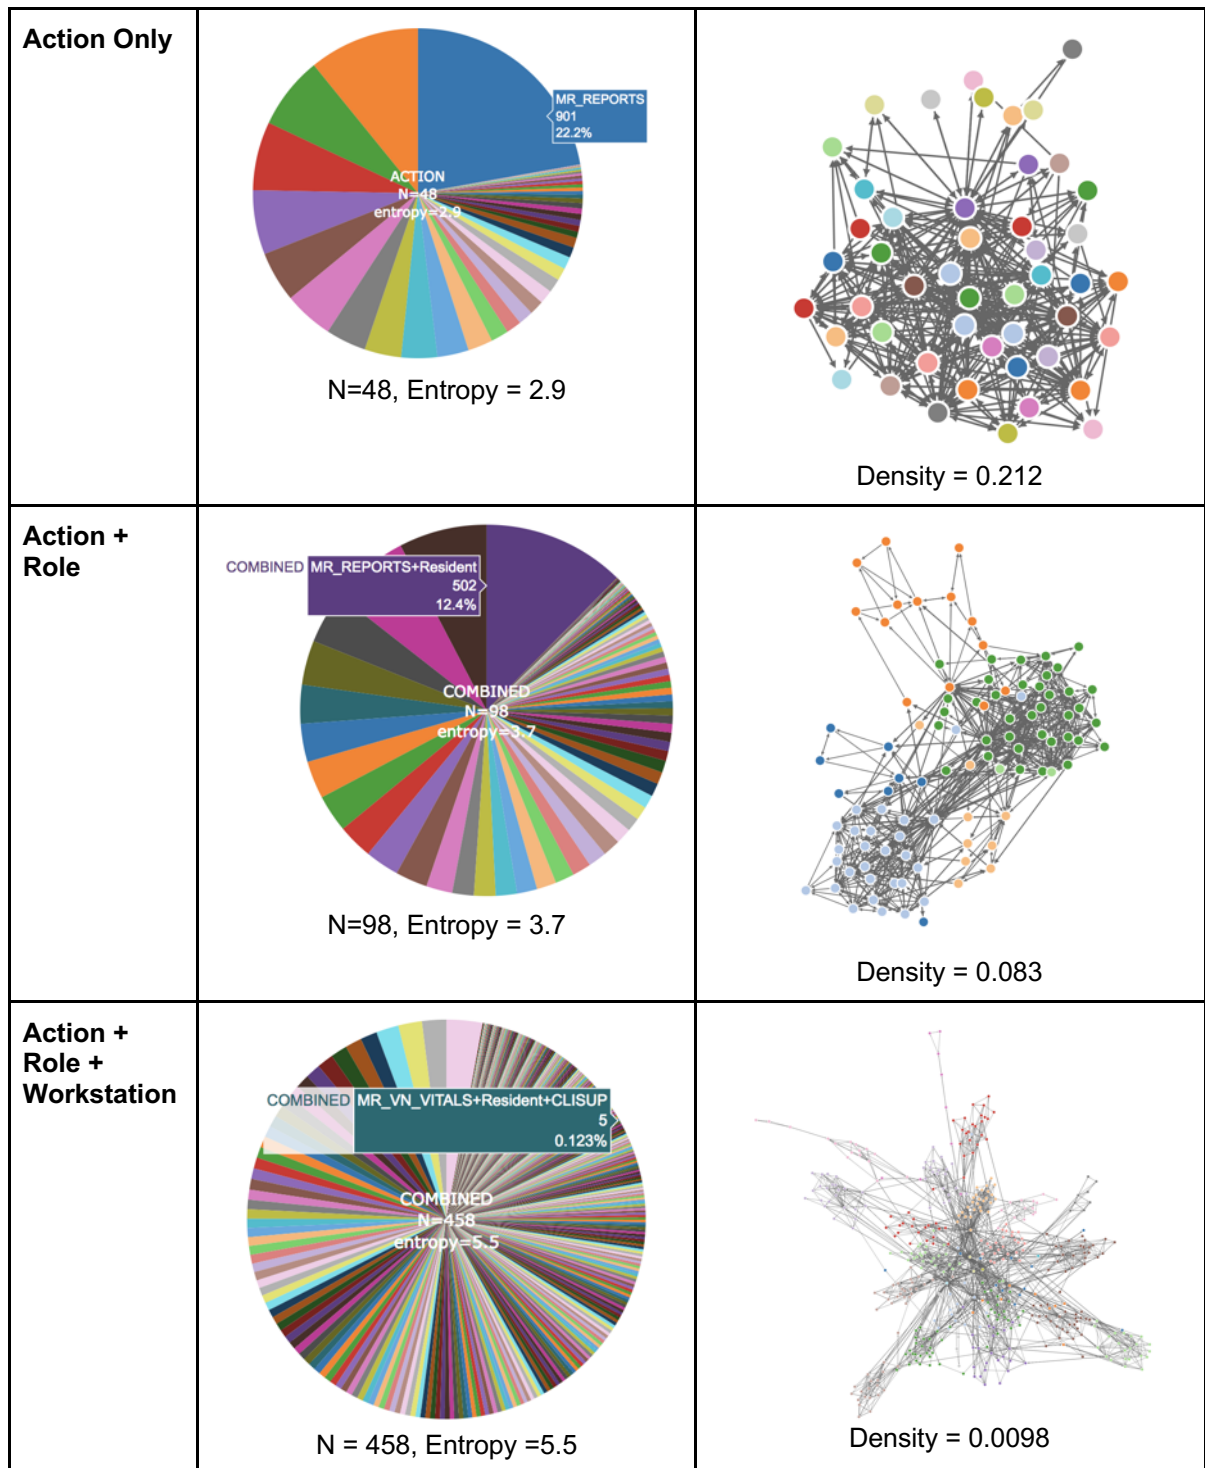 Action Only
MR_REPORTS
901
22.2%
ACTION
N=48
entropy=2.9
N=48, Entropy = 2.9
Density = 0.212
Action +
Role
COMBINED MR_REPORTS+Resident
502
12.4%
COMBINED
N=98
entropy=3.7
N=98, Entropy = 3.7
Density = 0.083
Action +
Role +
Workstation
COMBINED MR_VN_VITALS+Resident+CLISUP
5
0.123%
COMBINED
N=458
entropy=5.5
N = 458, Entropy =5.5
Density = 0.0098